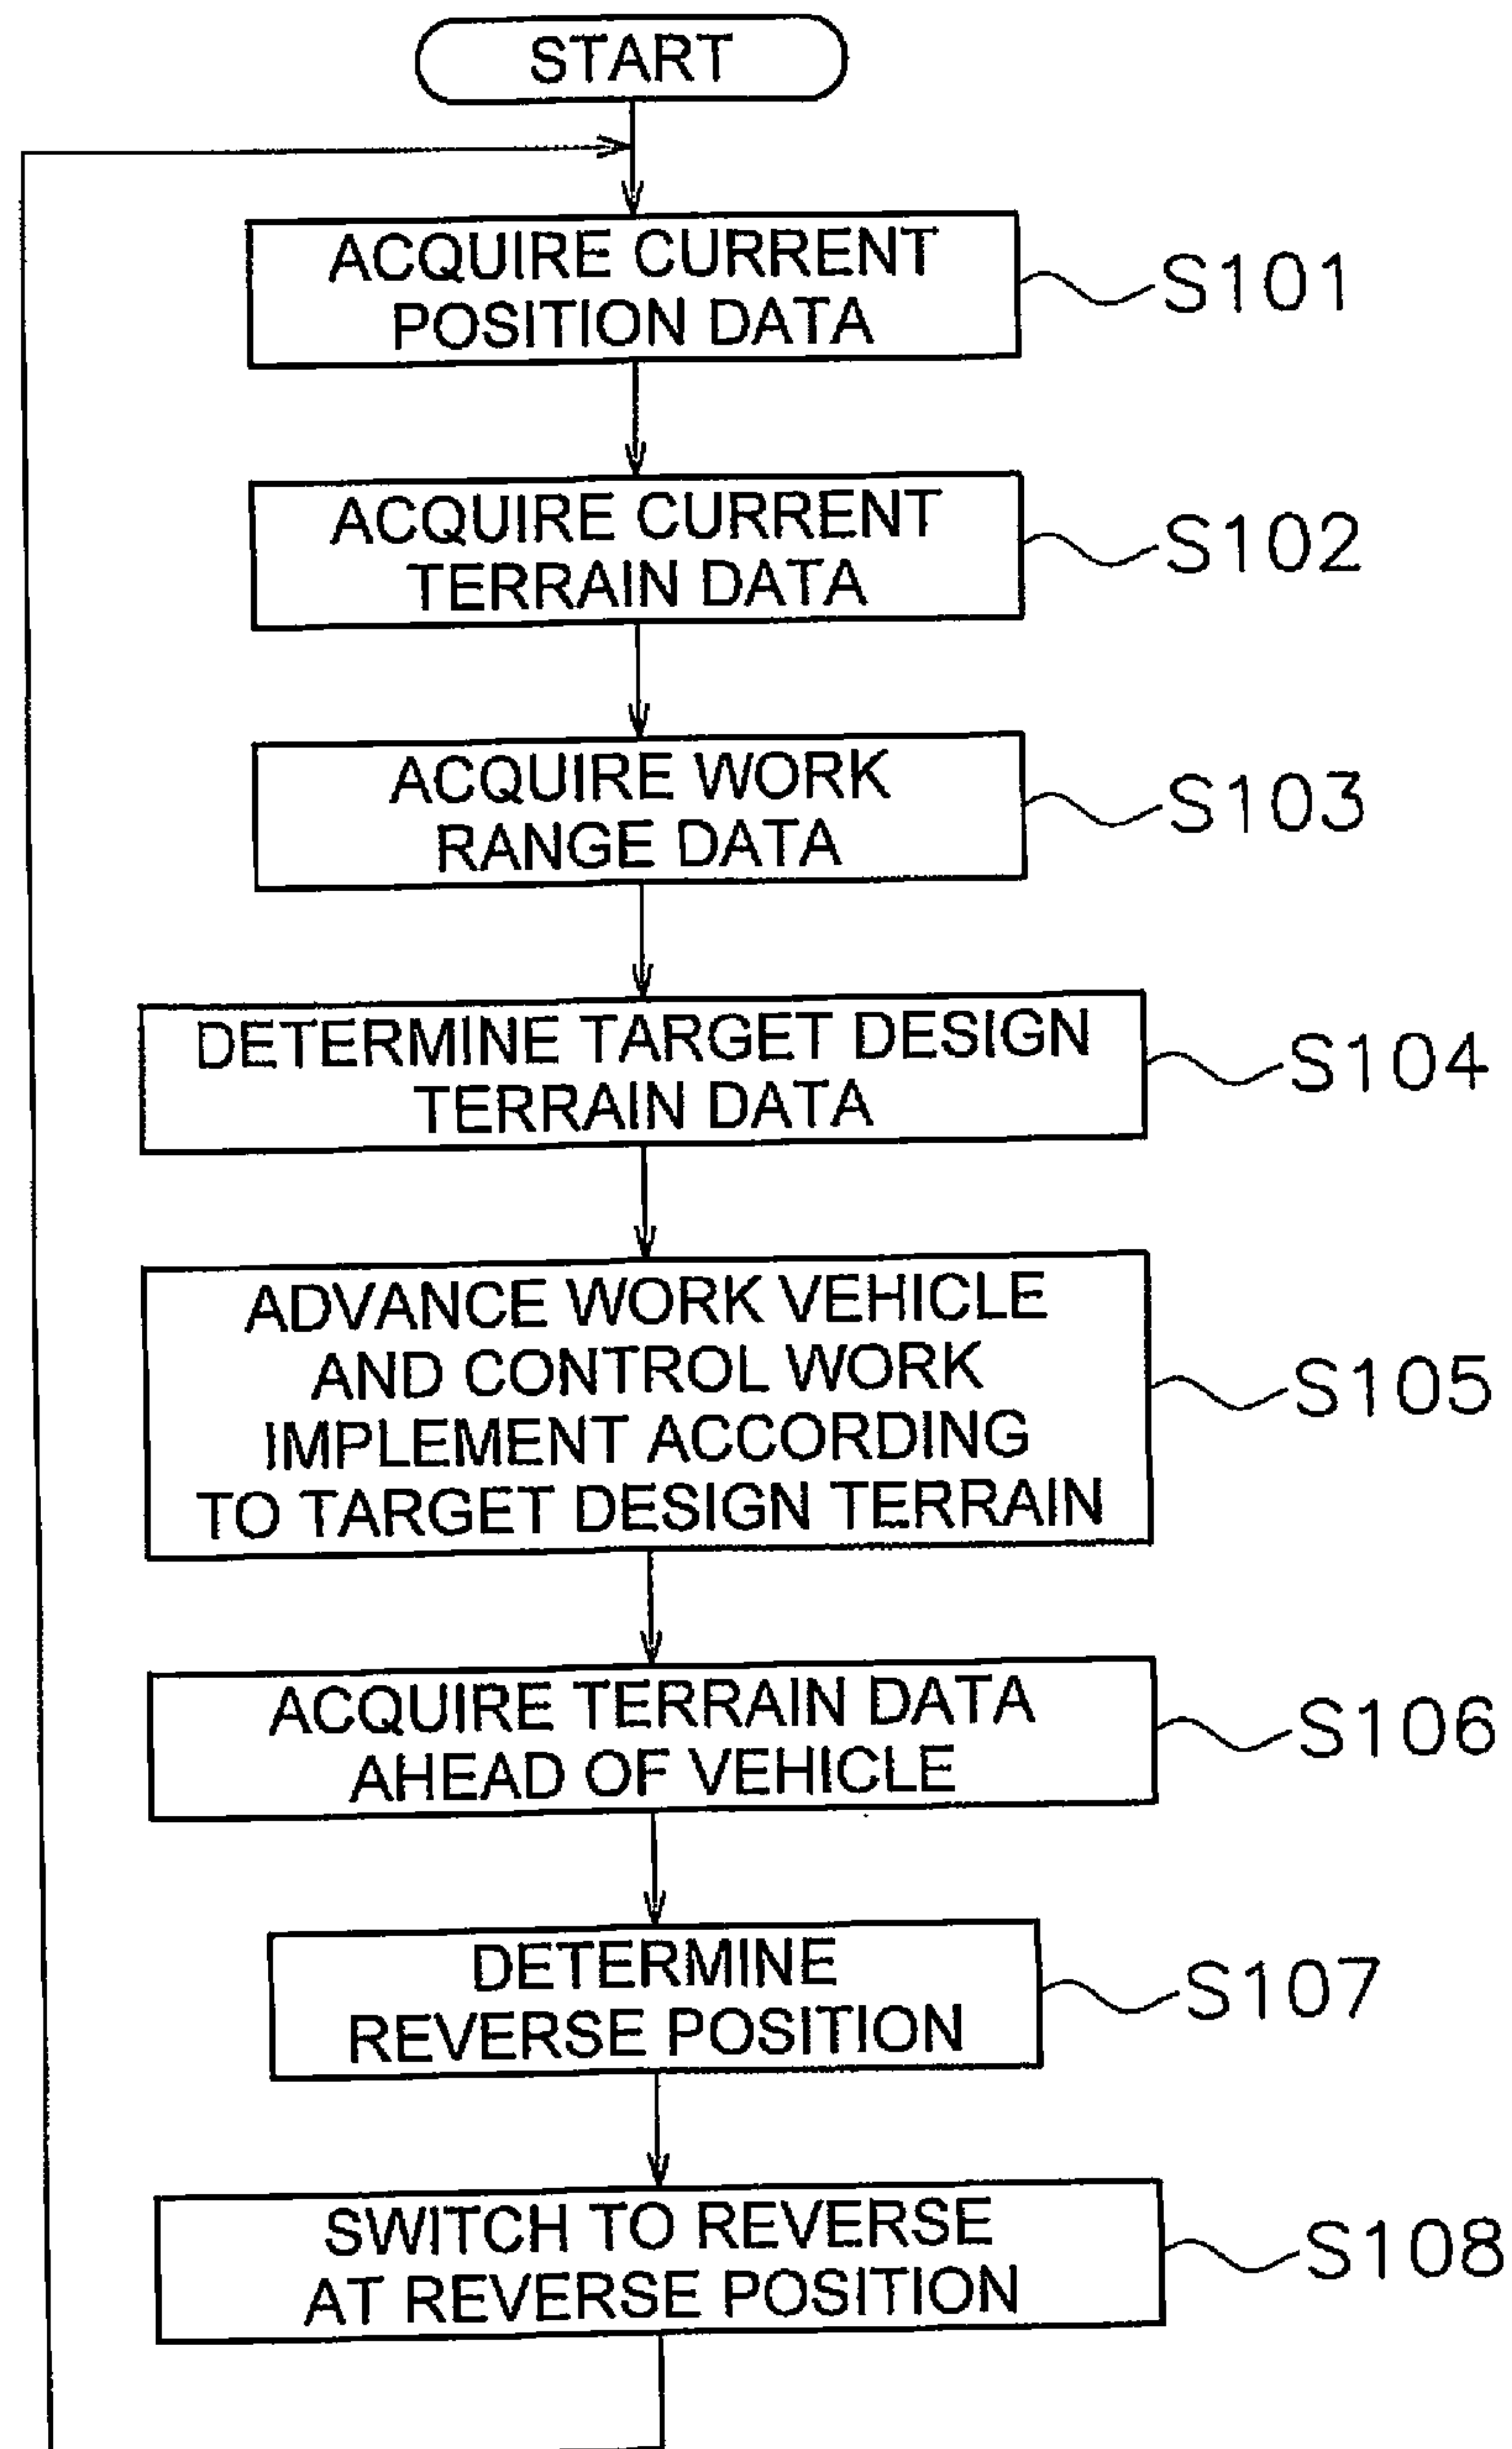 START
ACQUIRE CURRENT
POSITION DATA
S101
ACQUIRE CURRENT
TERRAIN DATA
S102
ACQUIRE WORK
RANGE DATA
S103
DETERMINE TARGET DESIGN
TERRAIN DATA
S104
ADVANCE WORK VEHICLE
AND CONTROL WORK
IMPLEMENT ACCORDING
TO TARGET DESIGN TERRAIN
S105
ACQUIRE TERRAIN DATA
AHEAD OF VEHICLE
S106
DETERMINE
REVERSE POSITION
S107
SWITCH TO REVERSE
AT REVERSE POSITION
S108